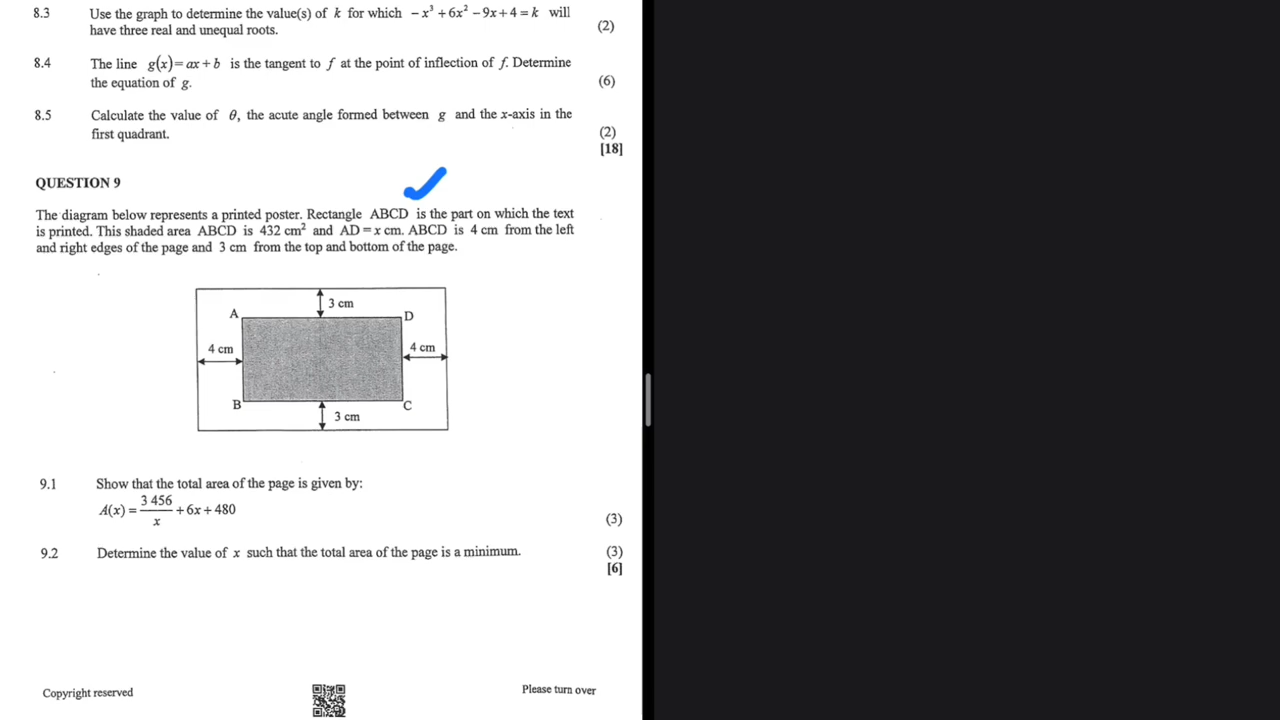 8.3 Use the graph to determine the value(s) of k for which −x³ + 6x² − 9x + 4 = k will
have three real and unequal roots. (2)
8.4 The line g(x) = ax + b is the tangent to f at the point of inflection of f. Determine
the equation of g. (6)
8.5 Calculate the value of θ, the acute angle formed between g and the x-axis in the
first quadrant. (2)
[18]
QUESTION 9
The diagram below represents a printed poster. Rectangle ABCD is the part on which the text
is printed. This shaded area ABCD is 432 cm² and AD = x cm. ABCD is 4 cm from the left
and right edges of the page and 3 cm from the top and bottom of the page.
3 cm
A D
4 cm 4 cm
B C
3 cm
9.1 Show that the total area of the page is given by:
A(x) = 3 456/x + 6x + 480 (3)
9.2 Determine the value of x such that the total area of the page is a minimum. (3)
[6]
Copyright reserved Please turn over